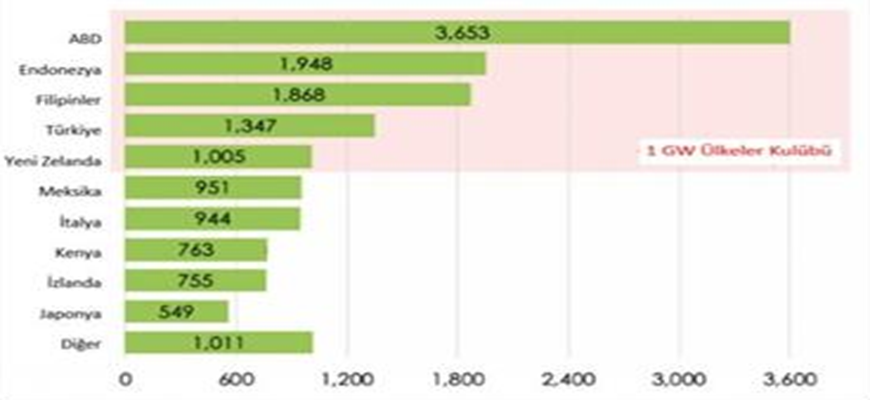 ABD 3,653
Endonezya 1,948
Filipinler 1,868
Türkiye 1,347
Yeni Zelanda 1,005
1 GW Ülkeler Kulübü
Meksika 951
İtalya 944
Kenya 763
İzlanda 755
Japonya 549
Diğer 1,011
0 600 1,200 1,800 2,400 3,000 3,600